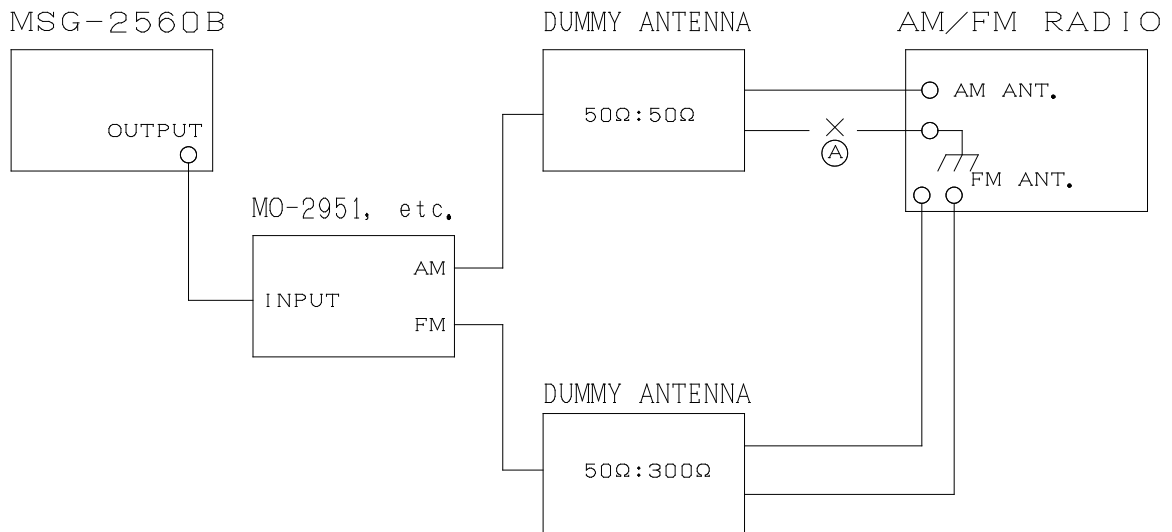 MSG-2560B
DUMMY ANTENNA
AM/FM RADIO
OUTPUT
50Ω:50Ω
AM ANT.
A
FM ANT.
MO-2951, etc.
INPUT
AM
FM
DUMMY ANTENNA
50Ω:300Ω